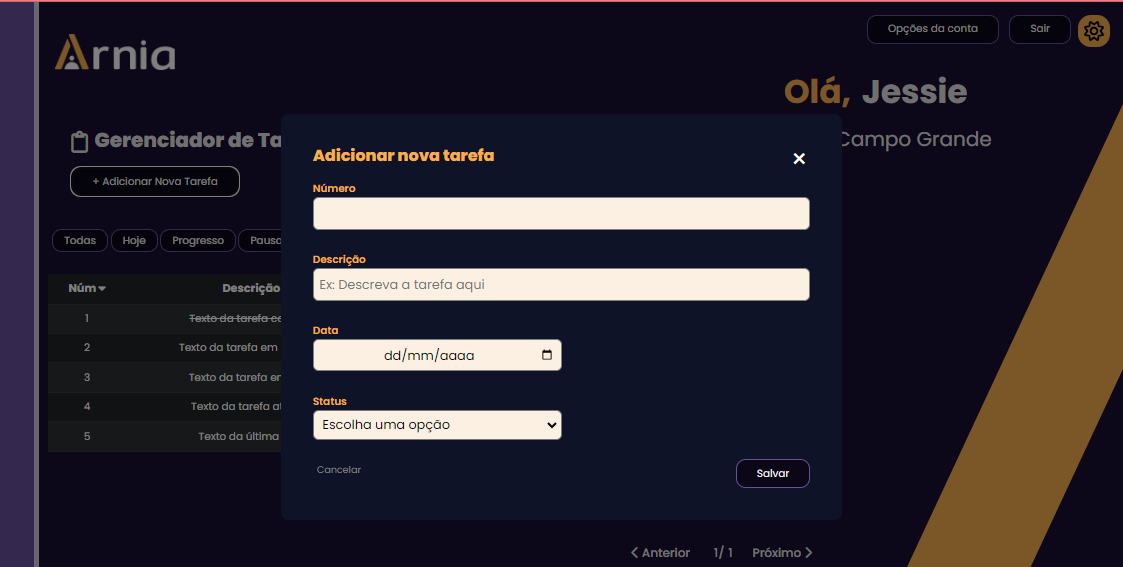 Arnia
Opções da conta
Sair
Olá, Jessie
Campo Grande
Gerenciador de Ta
+ Adicionar Nova Tarefa
Todas
Hoje
Progresso
Pausa
Núm
Descrição
1 Texto da tarefa co
2 Texto da tarefa em
3 Texto da tarefa en
4 Texto da tarefa at
5 Texto da última
Adicionar nova tarefa
Número
Descrição
Ex: Descreva a tarefa aqui
Data
dd/mm/aaaa
Status
Escolha uma opção
Cancelar
Salvar
Anterior 1/ 1 Próximo